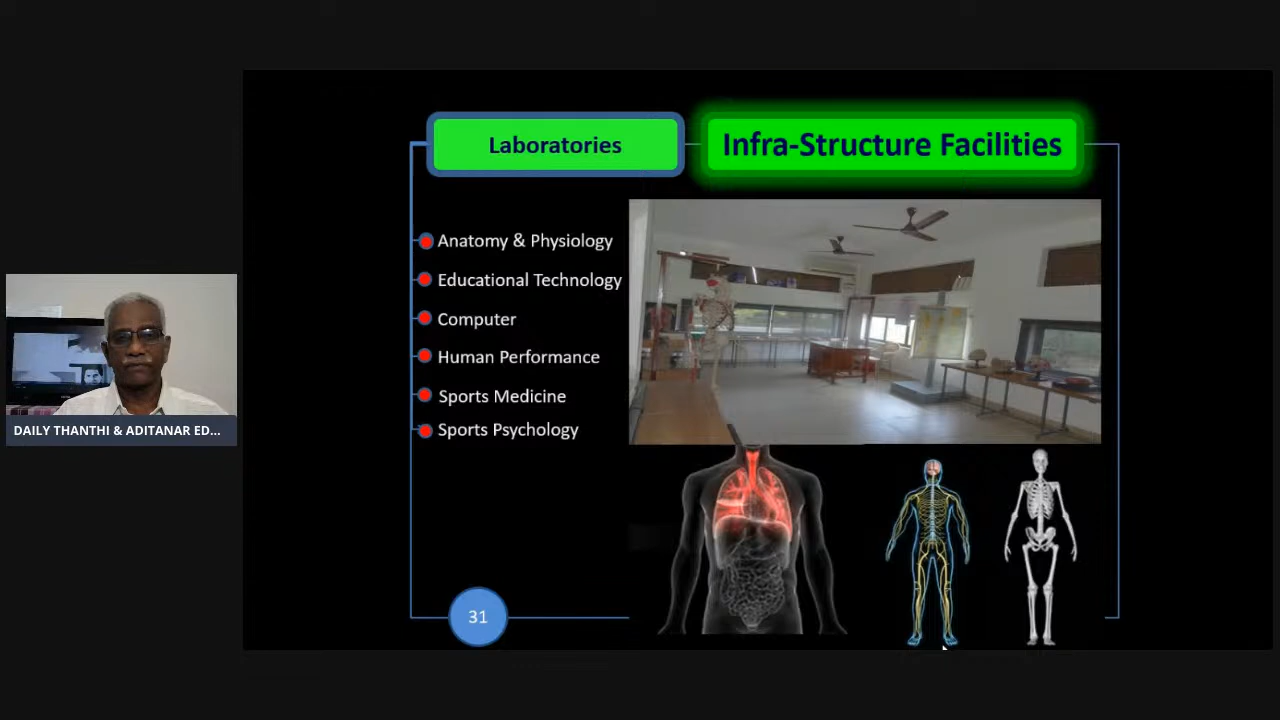 Laboratories
Infra-Structure Facilities
Anatomy & Physiology
Educational Technology
Computer
Human Performance
Sports Medicine
Sports Psychology
DAILY THANTHI & ADITANAR ED...
31